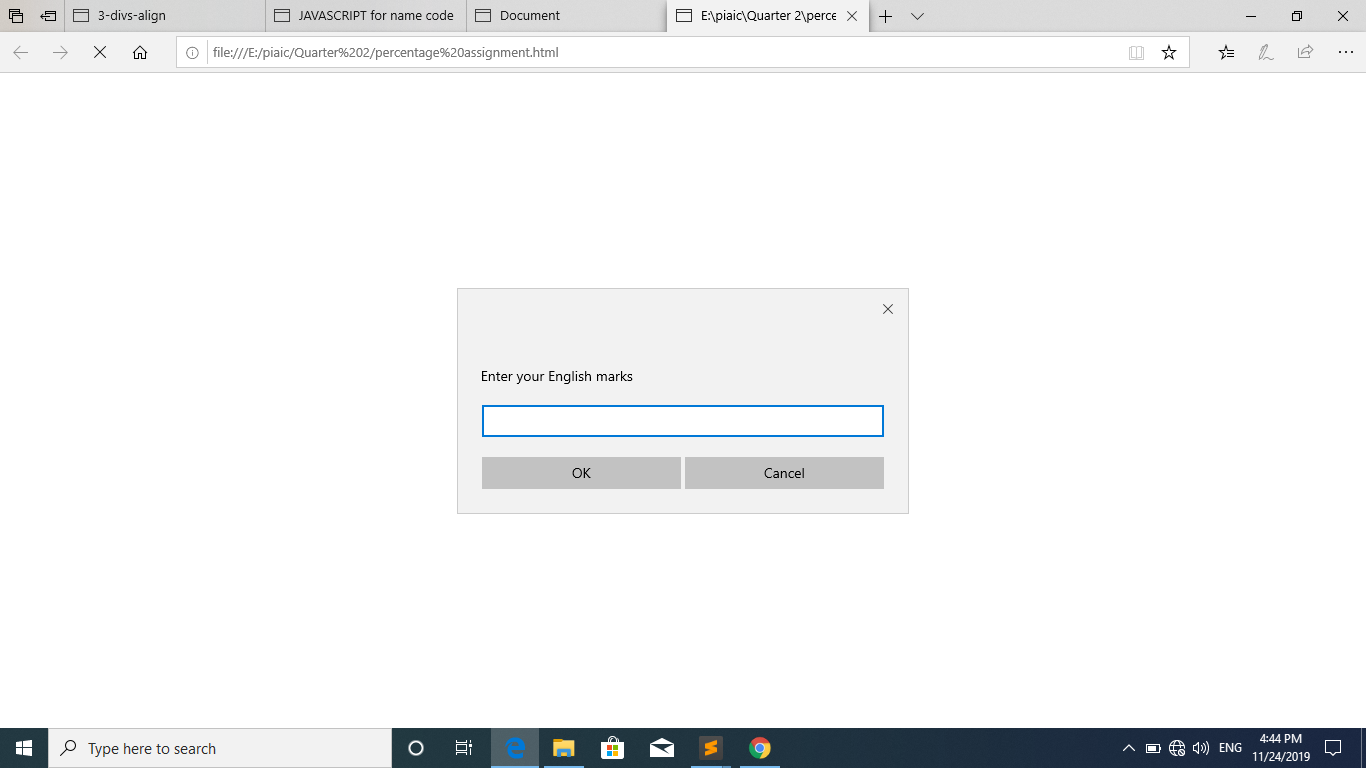 3-divs-align
JAVASCRIPT for name code
Document
E:\piaic\Quarter 2\perce
file:///E:/piaic/Quarter%202/percentage%20assignment.html
Enter your English marks
OK
Cancel
Type here to search
ENG
4:44 PM
11/24/2019